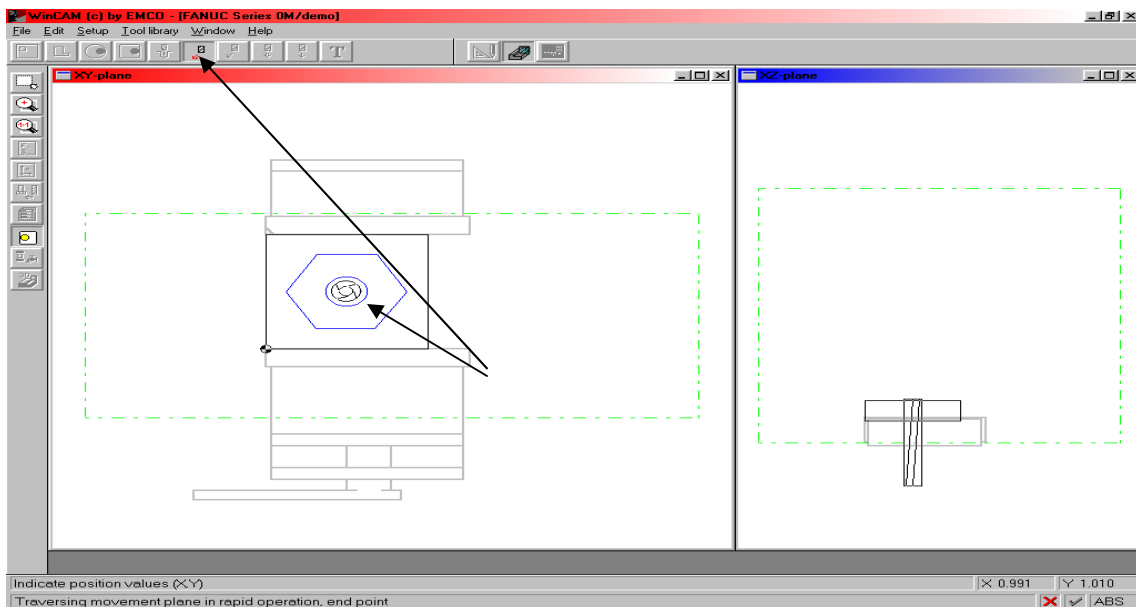 WinCAM (c) by EMCO - [FANUC Series 0M/demo]
File Edit Setup Tool library Window Help
T
XY-plane
XZ-plane
Indicate position values (X,Y)
X 0.991
Y 1.010
Traversing movement plane in rapid operation, end point
ABS